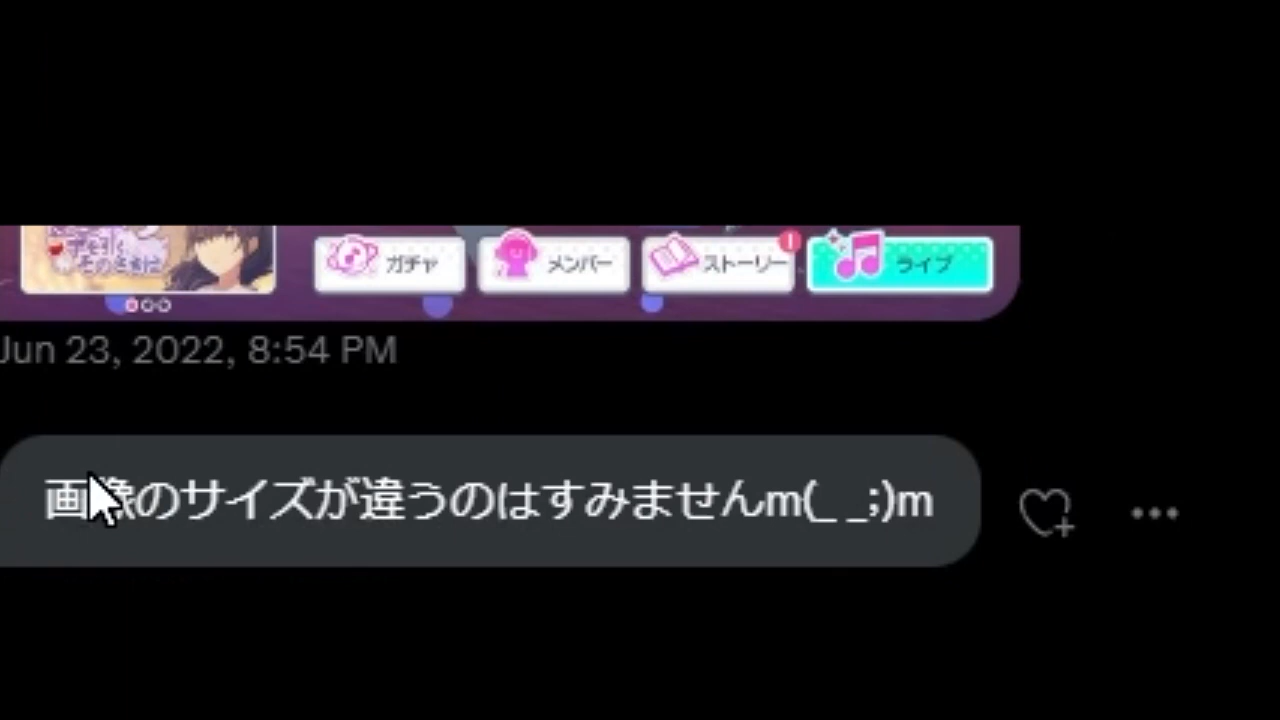 ガチャ
メンバー
ストーリー
ライブ
Jun 23, 2022, 8:54 PM
画像のサイズが違うのはすみませんm(_ _;)m